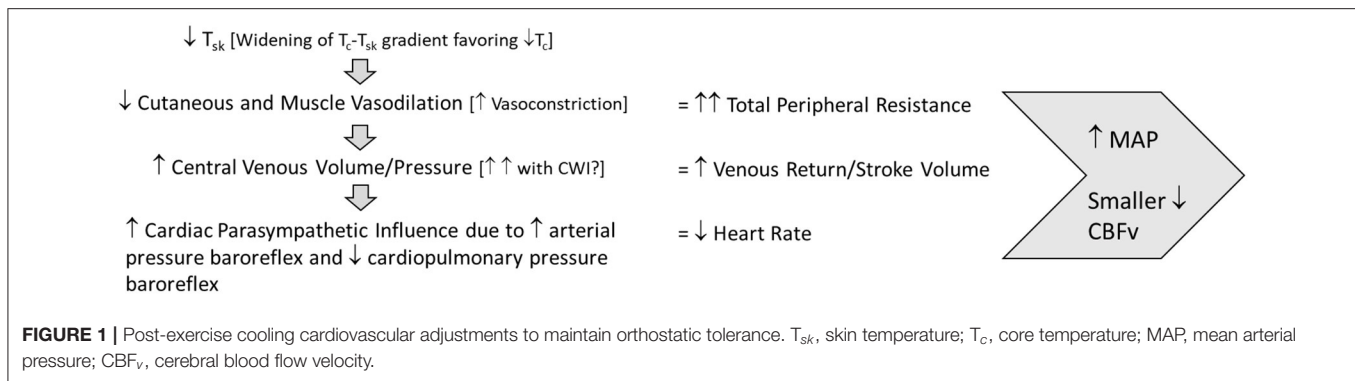 ↓ Tsk [Widening of Tc-Tsk gradient favoring ↓Tc]
↓ Cutaneous and Muscle Vasodilation [↑ Vasoconstriction]
= ↑↑ Total Peripheral Resistance
↑ Central Venous Volume/Pressure [↑ ↑ with CWI?]
= ↑ Venous Return/Stroke Volume
↑ Cardiac Parasympathetic Influence due to ↑ arterial
pressure baroreflex and ↓ cardiopulmonary pressure
baroreflex
= ↓ Heart Rate
↑ MAP
Smaller ↓
CBFv
FIGURE 1 | Post-exercise cooling cardiovascular adjustments to maintain orthostatic tolerance. Tsk, skin temperature; Tc, core temperature; MAP, mean arterial
pressure; CBFv, cerebral blood flow velocity.